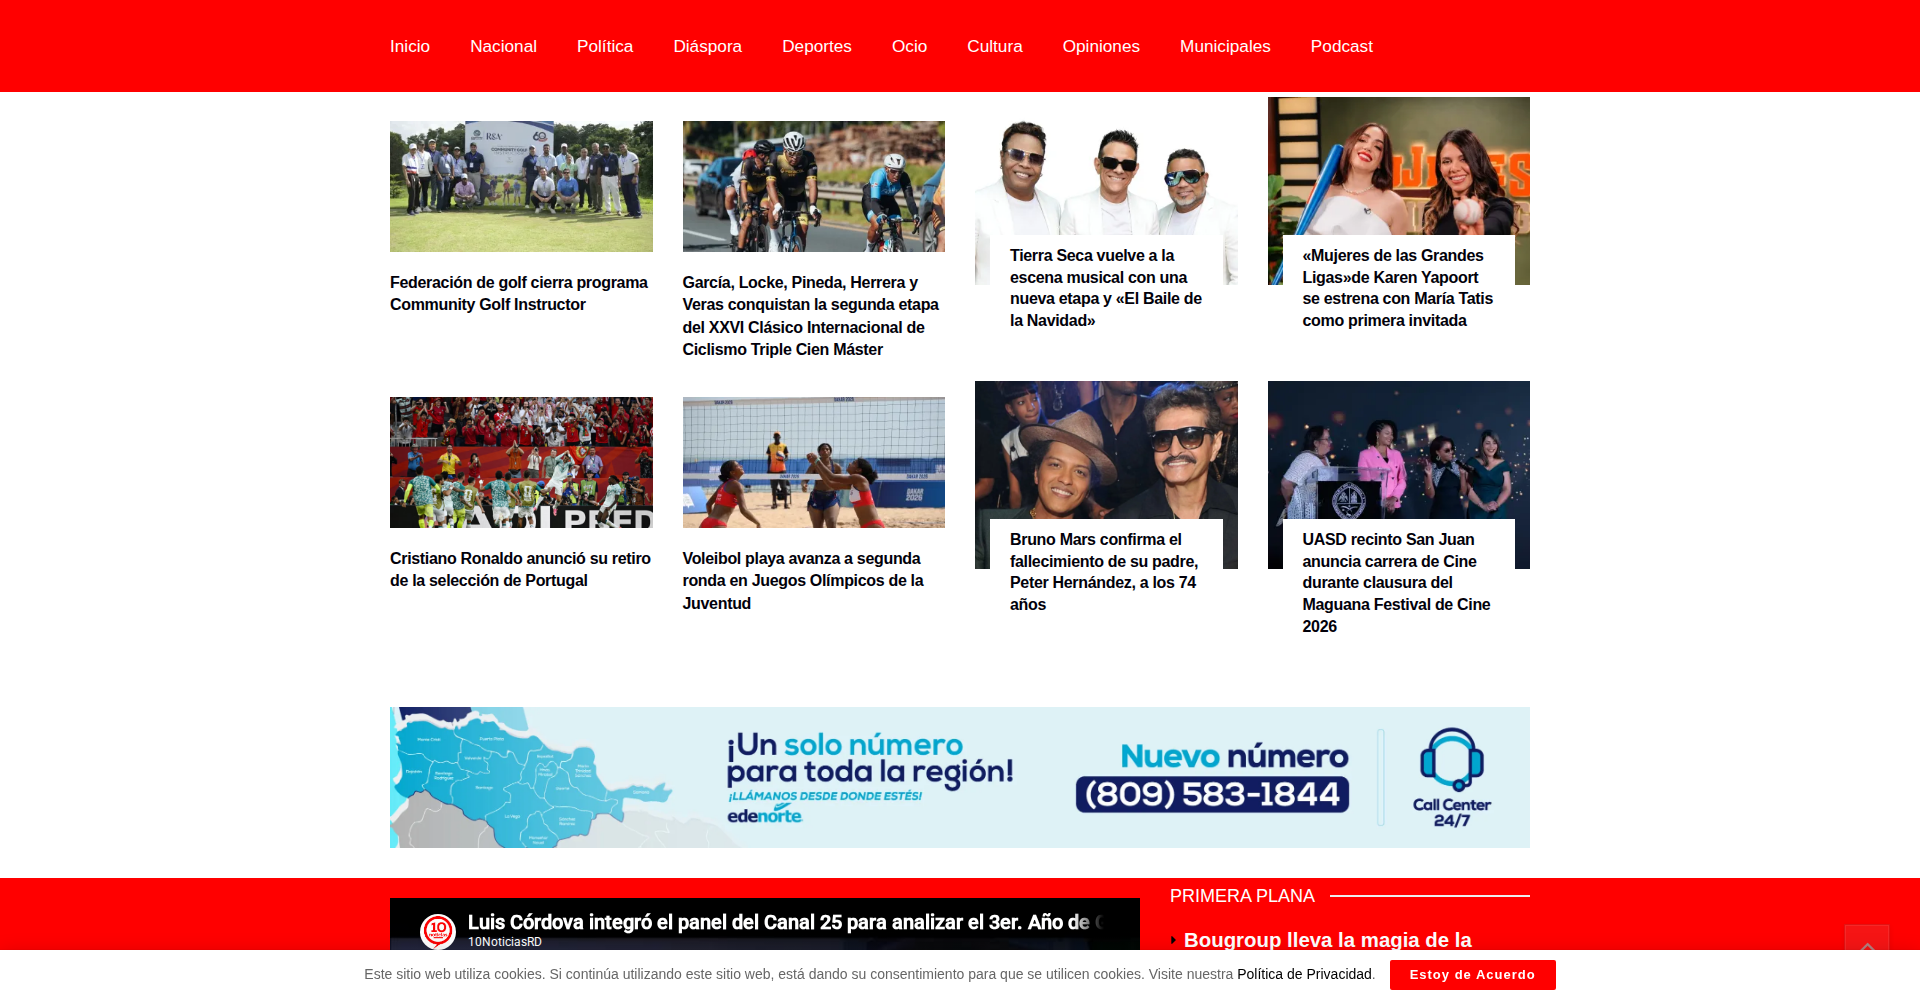 Inicio Nacional Política Diáspora Deportes Ocio Cultura Opiniones Municipales Podcast
R&A
60
COMMUNITY GOLF
Federación de golf cierra programa
Community Golf Instructor
García, Locke, Pineda, Herrera y
Veras conquistan la segunda etapa
del XXVI Clásico Internacional de
Ciclismo Triple Cien Máster
Tierra Seca vuelve a la
escena musical con una
nueva etapa y «El Baile de
la Navidad»
«Mujeres de las Grandes
Ligas»de Karen Yapoort
se estrena con María Tatis
como primera invitada
DAKAR
2026
Cristiano Ronaldo anunció su retiro
de la selección de Portugal
Voleibol playa avanza a segunda
ronda en Juegos Olímpicos de la
Juventud
Bruno Mars confirma el
fallecimiento de su padre,
Peter Hernández, a los 74
años
UASD recinto San Juan
anuncia carrera de Cine
durante clausura del
Maguana Festival de Cine
2026
¡Un solo número
para toda la región!
¡LLÁMANOS DESDE DONDE ESTÉS!
edenorte
Nuevo número
(809) 583-1844
Call Center
24/7
PRIMERA PLANA
10
noticias
Luis Córdova integró el panel del Canal 25 para analizar el 3er. Año de
10NoticiasRD
Bougroup lleva la magia de la
Este sitio web utiliza cookies. Si continúa utilizando este sitio web, está dando su consentimiento para que se utilicen cookies. Visite nuestra Política de Privacidad.
Estoy de Acuerdo